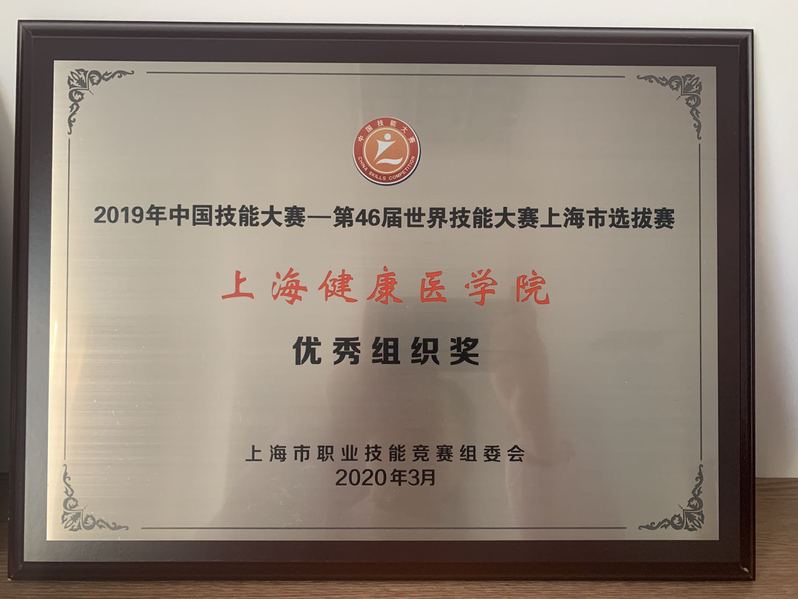 中国技能大赛
CHINA SKILLS COMPETITION
2019年中国技能大赛—第46届世界技能大赛上海市选拔赛
上海健康医学院
优秀组织奖
上海市职业技能竞赛组委会
2020年3月